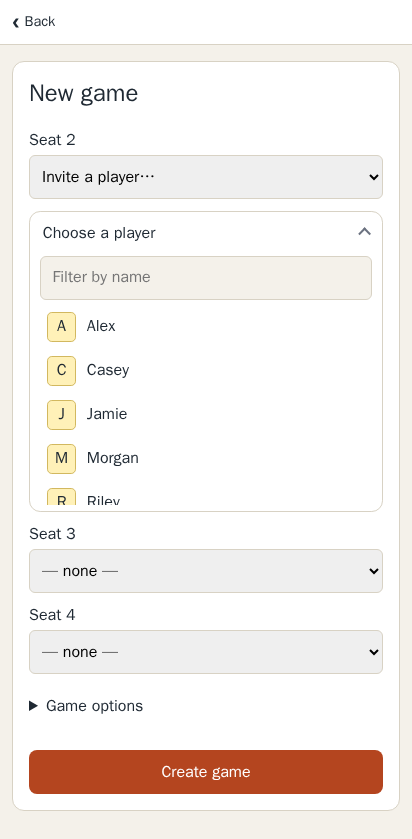 Back
New game
Seat 2
Invite a player…
Choose a player
Filter by name
A Alex
C Casey
J Jamie
M Morgan
R Riley
Seat 3
— none —
Seat 4
— none —
Game options
Create game